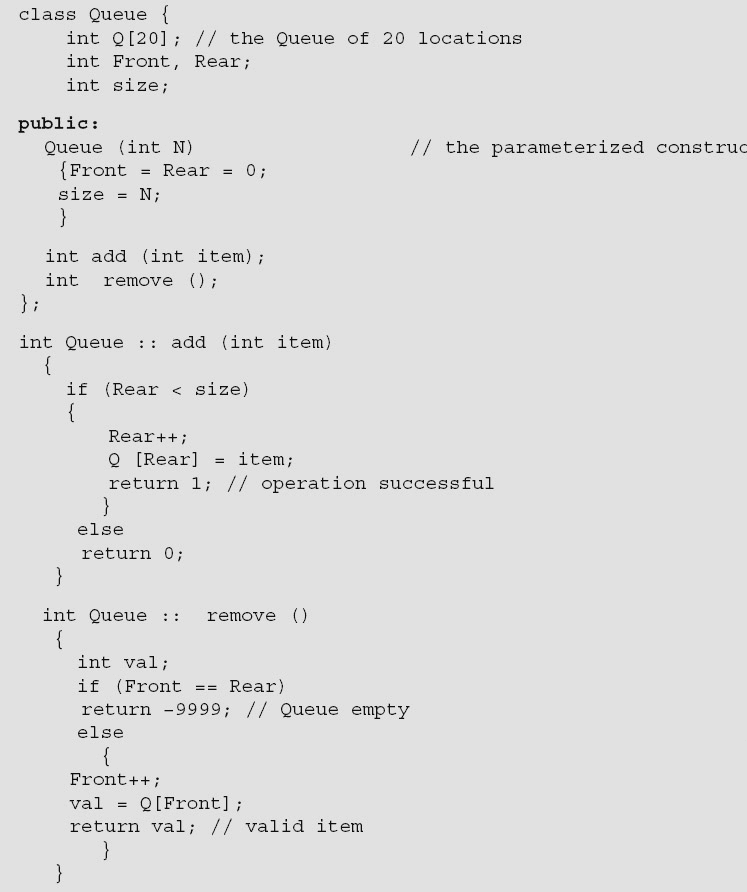 class Queue {
int Q[20]; // the Queue of 20 locations
int Front, Rear;
int size;
public:
Queue (int N) // the parameterized construc
{Front = Rear = 0;
size = N;
}
int add (int item);
int remove ();
};
int Queue :: add (int item)
{
if (Rear < size)
{
Rear++;
Q [Rear] = item;
return 1; // operation successful
}
else
return 0;
}
int Queue :: remove ()
{
int val;
if (Front == Rear)
return -9999; // Queue empty
else
{
Front++;
val = Q[Front];
return val; // valid item
}
}